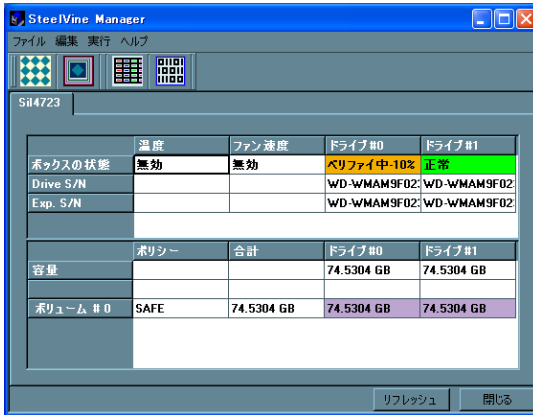 SteelVine Manager
ファイル 編集 実行 ヘルプ
SiI4723
温度 ファン速度 ドライブ#0 ドライブ#1
ボックスの状態 無効 無効 ベリファイ中-10% 正常
Drive S/N WD-WMAM9F02 WD-WMAM9F02
Exp. S/N WD-WMAM9F02 WD-WMAM9F02
ポリシー 合計 ドライブ#0 ドライブ#1
容量 74.5304 GB 74.5304 GB
ボリューム #0 SAFE 74.5304 GB 74.5304 GB 74.5304 GB
リフレッシュ 閉じる